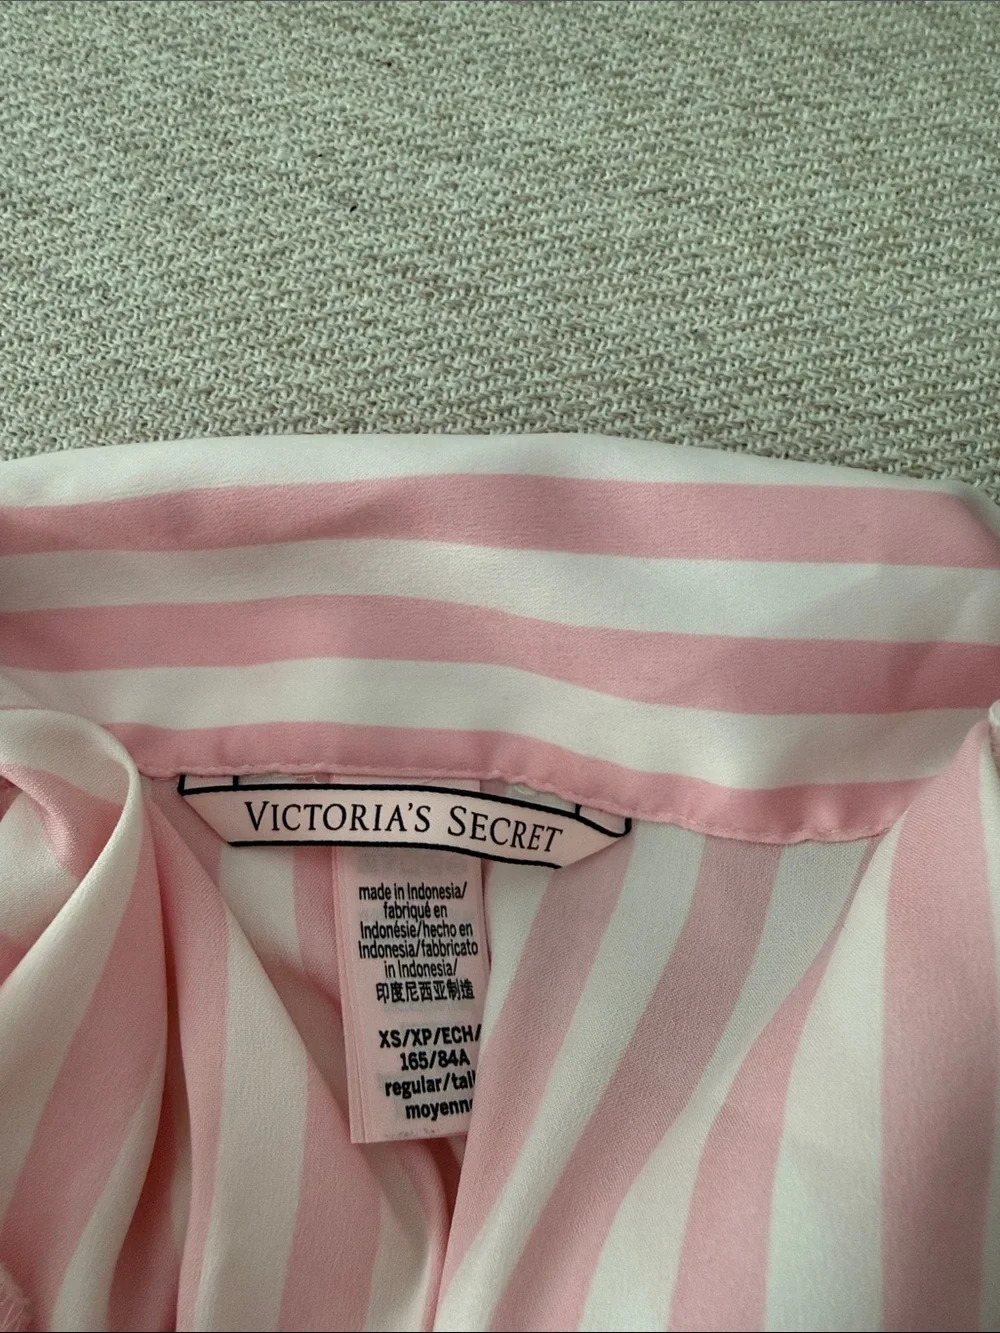 VICTORIA'S SECRET
made in Indonesia/
fabriqué en
Indonésie/hecho en
Indonesia/fabbricato
in Indonesia/
印度尼西亚制造
XS/XP/ECH/
165/84A
regular/tall
moyenne